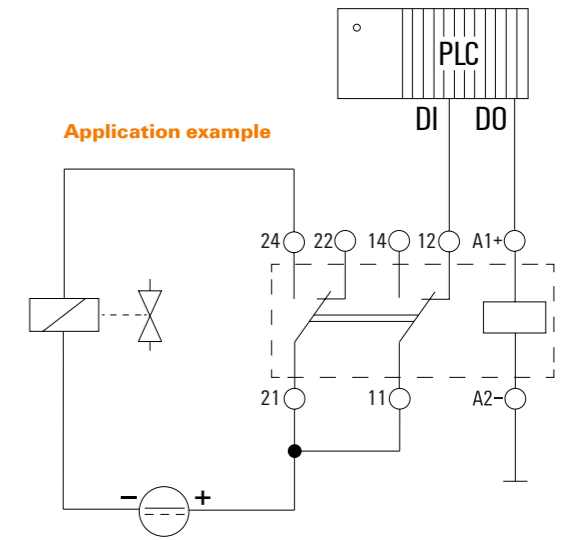 PLC
DI DO
Application example
24 22 14 12 A1+
21 11 A2−
− +